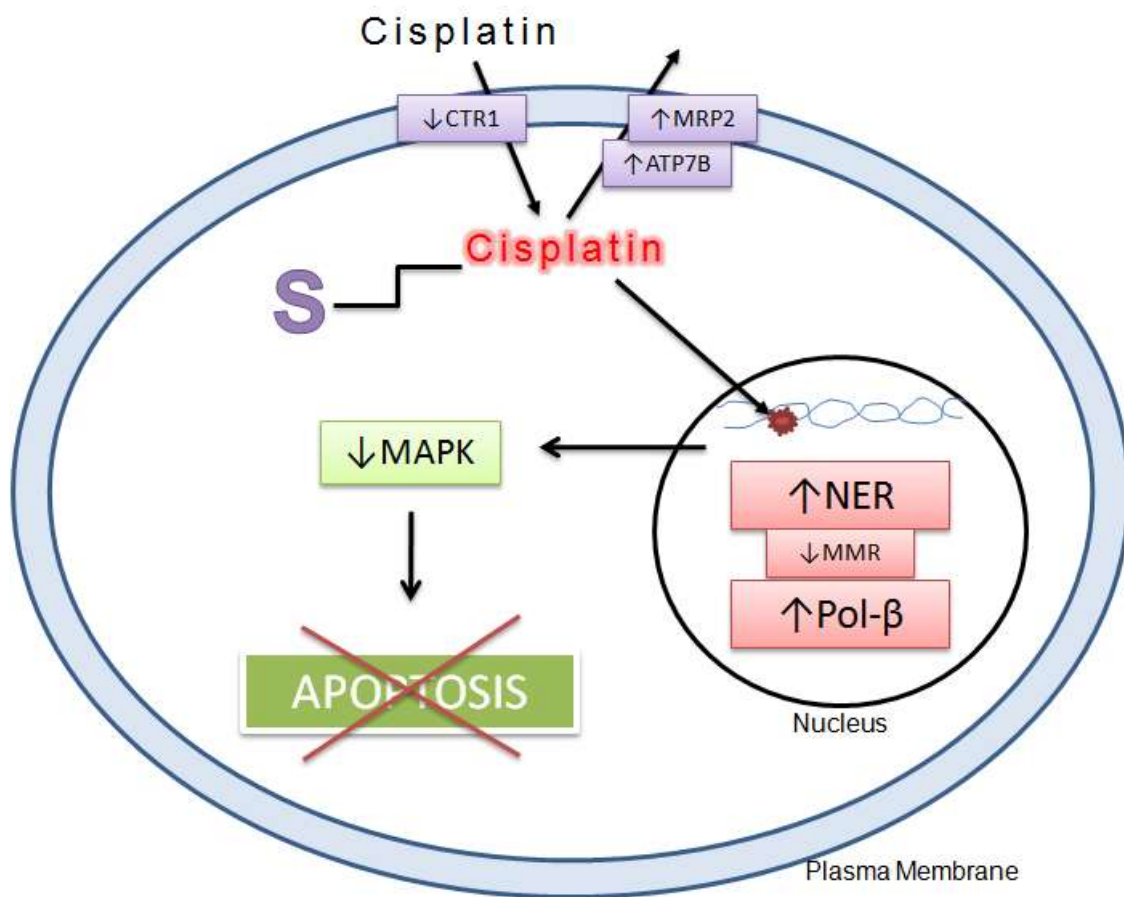 Cisplatin
↓CTR1
↑MRP2
↑ATP7B
Cisplatin
S
↓MAPK
↑NER
↓MMR
↑Pol-β
APOPTOSIS
Nucleus
Plasma Membrane